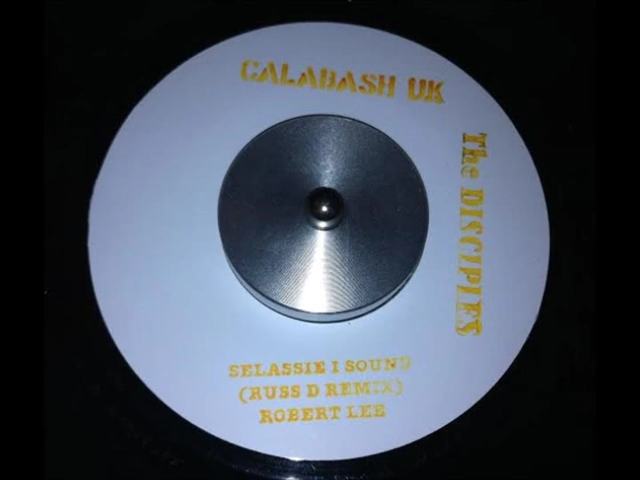 CALABASH UK
The DISCIPLES
SELASSIE I SOUND
(RUSS D REMIX)
ROBERT LEE